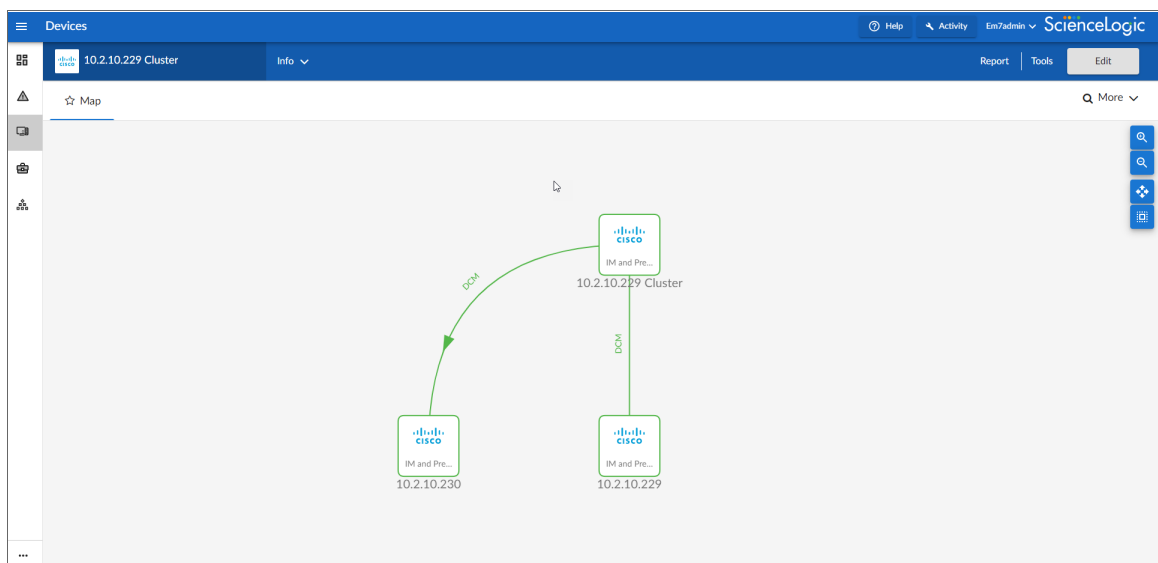 Devices
Help
Activity
Em7admin
ScienceLogic
CISCO
10.2.10.229 Cluster
Info
Report
Tools
Edit
Map
More
CISCO
IM and Pre...
10.2.10.229 Cluster
DCM
DCM
CISCO
IM and Pre...
10.2.10.230
CISCO
IM and Pre...
10.2.10.229